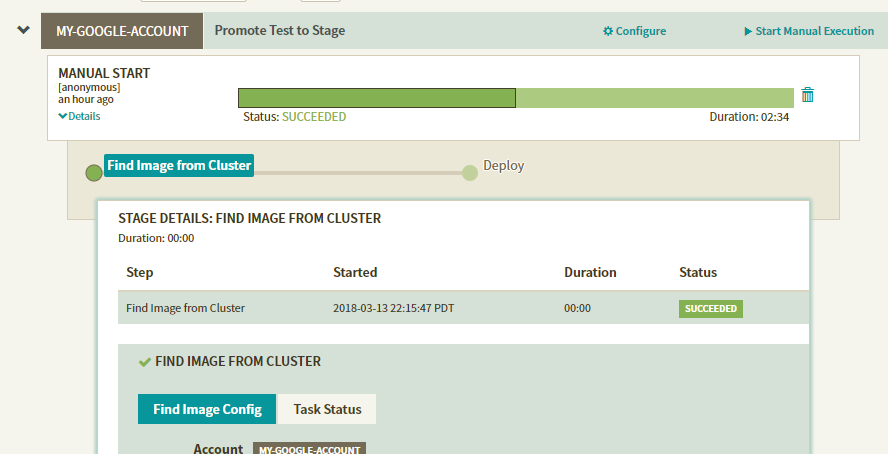 MY-GOOGLE-ACCOUNT Promote Test to Stage Configure Start Manual Execution
MANUAL START
[anonymous]
an hour ago
Details
Status: SUCCEEDED Duration: 02:34
Find Image from Cluster Deploy
STAGE DETAILS: FIND IMAGE FROM CLUSTER
Duration: 00:00
Step Started Duration Status
Find Image from Cluster 2018-03-13 22:15:47 PDT 00:00 SUCCEEDED
FIND IMAGE FROM CLUSTER
Find Image Config Task Status
Account MY-GOOGLE-ACCOUNT